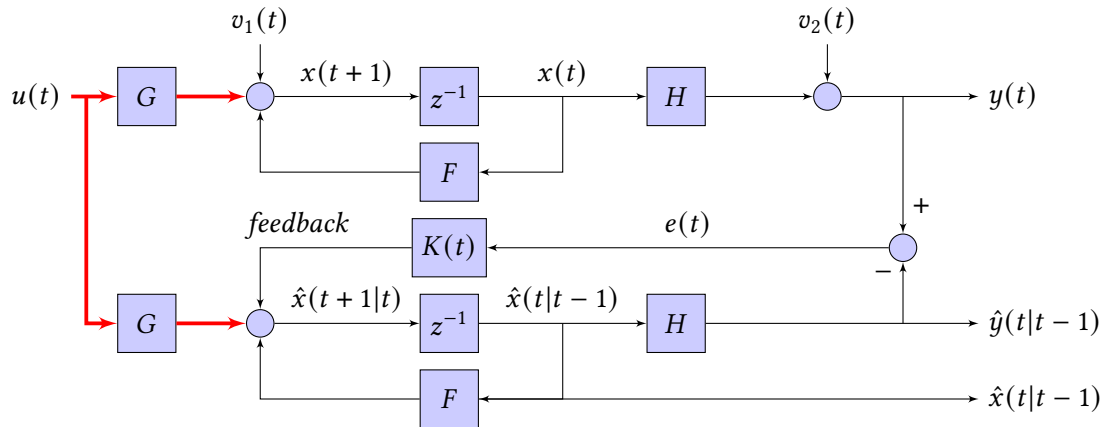 v₁(t) v₂(t)
x(t + 1) x(t)
u(t) G z⁻¹ H y(t)
F
+
feedback K(t) e(t)
−
x̂(t + 1|t) x̂(t|t − 1)
G z⁻¹ H ŷ(t|t − 1)
F x̂(t|t − 1)